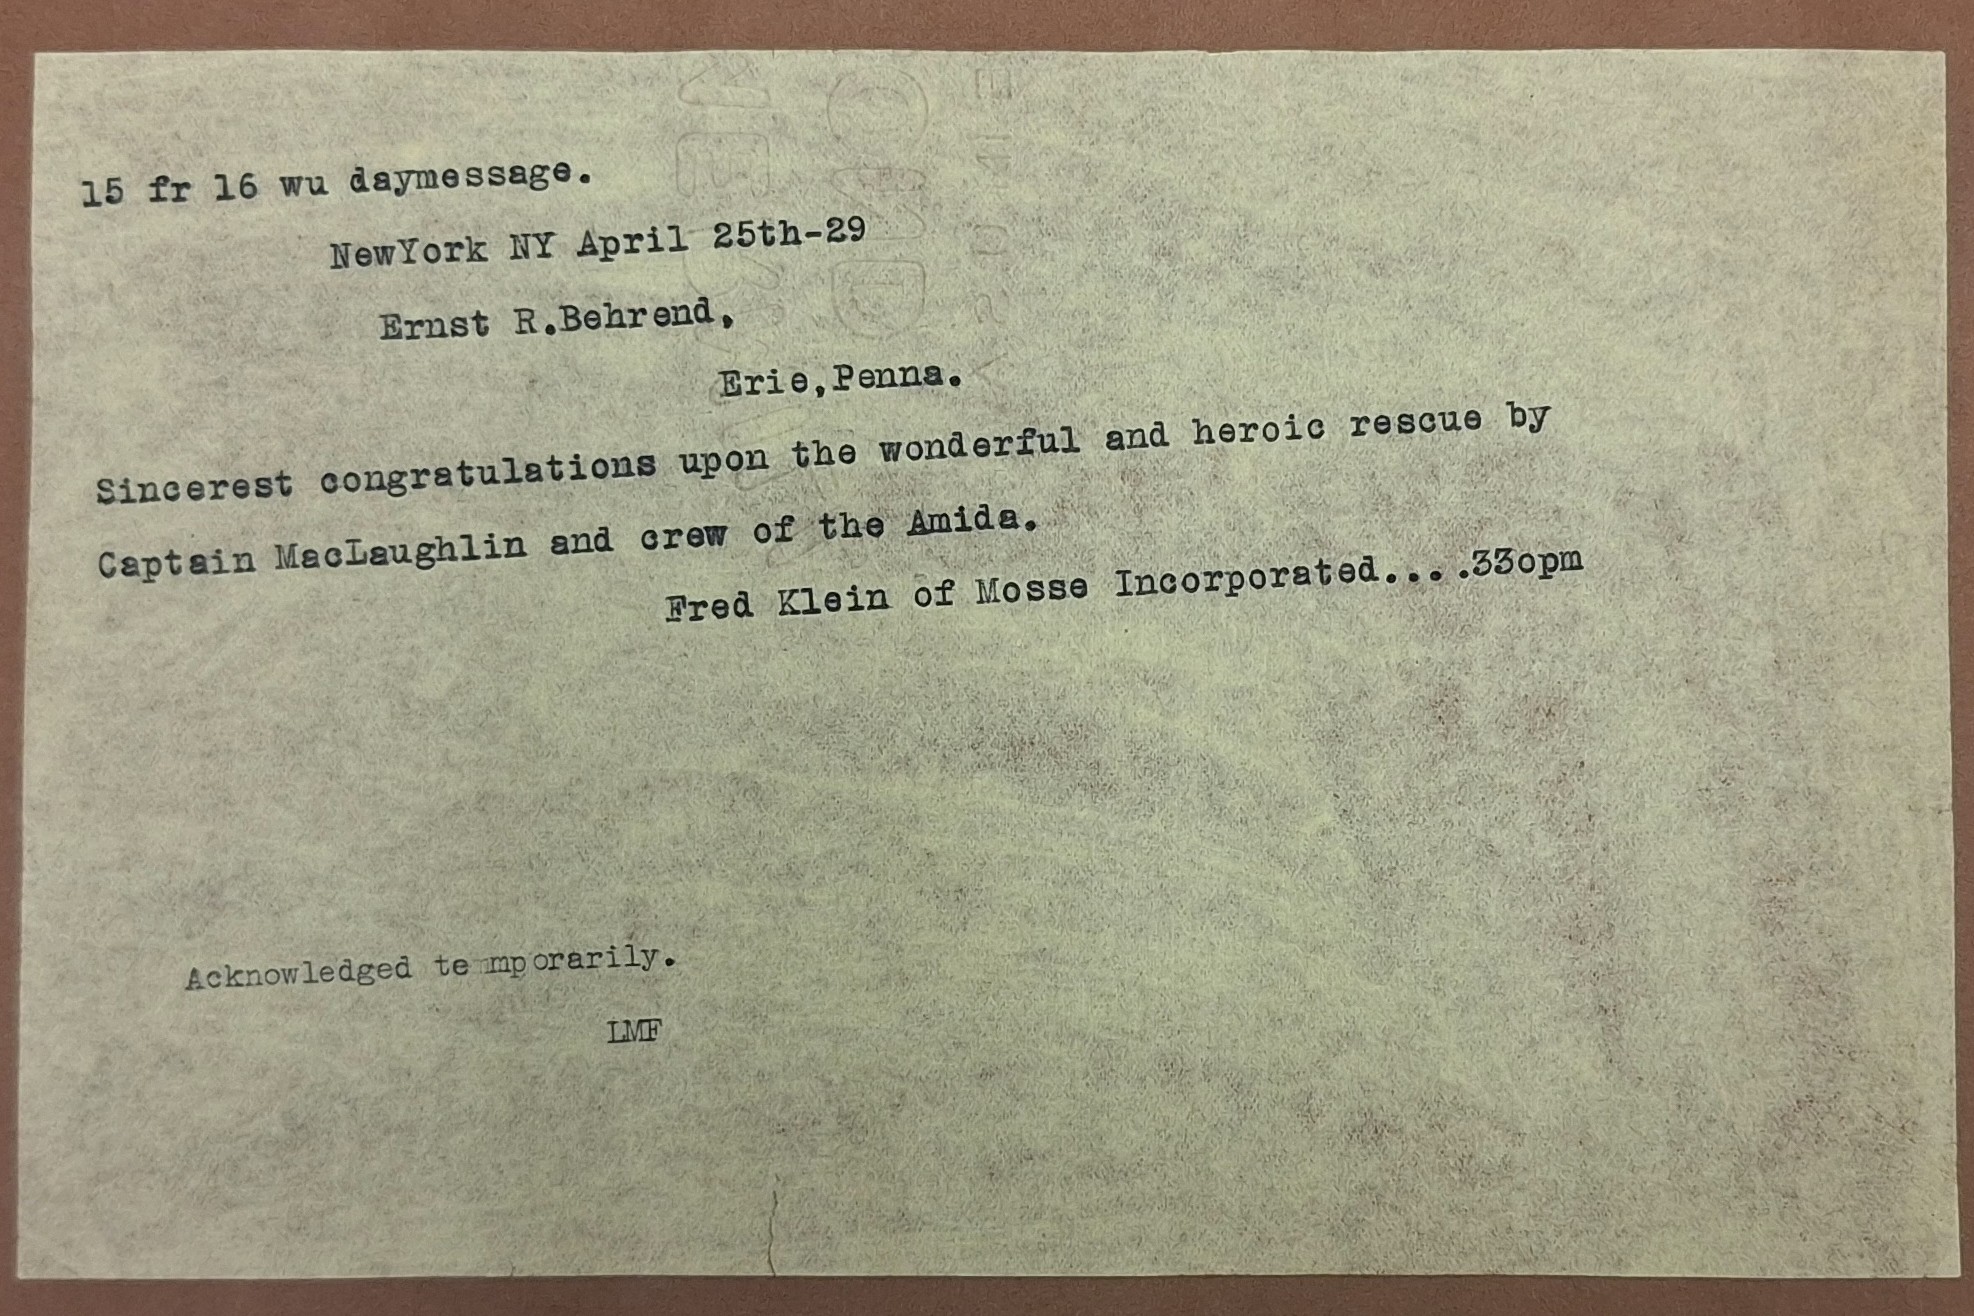 15 fr 16 wu daymessage.
NewYork NY April 25th-29
Ernst R.Behrend,
Erie,Penna.
Sincerest congratulations upon the wonderful and heroic rescue by
Captain MacLaughlin and crew of the Amida.
Fred Klein of Mosse Incorporated....33opm
Acknowledged te mporarily.
LMF